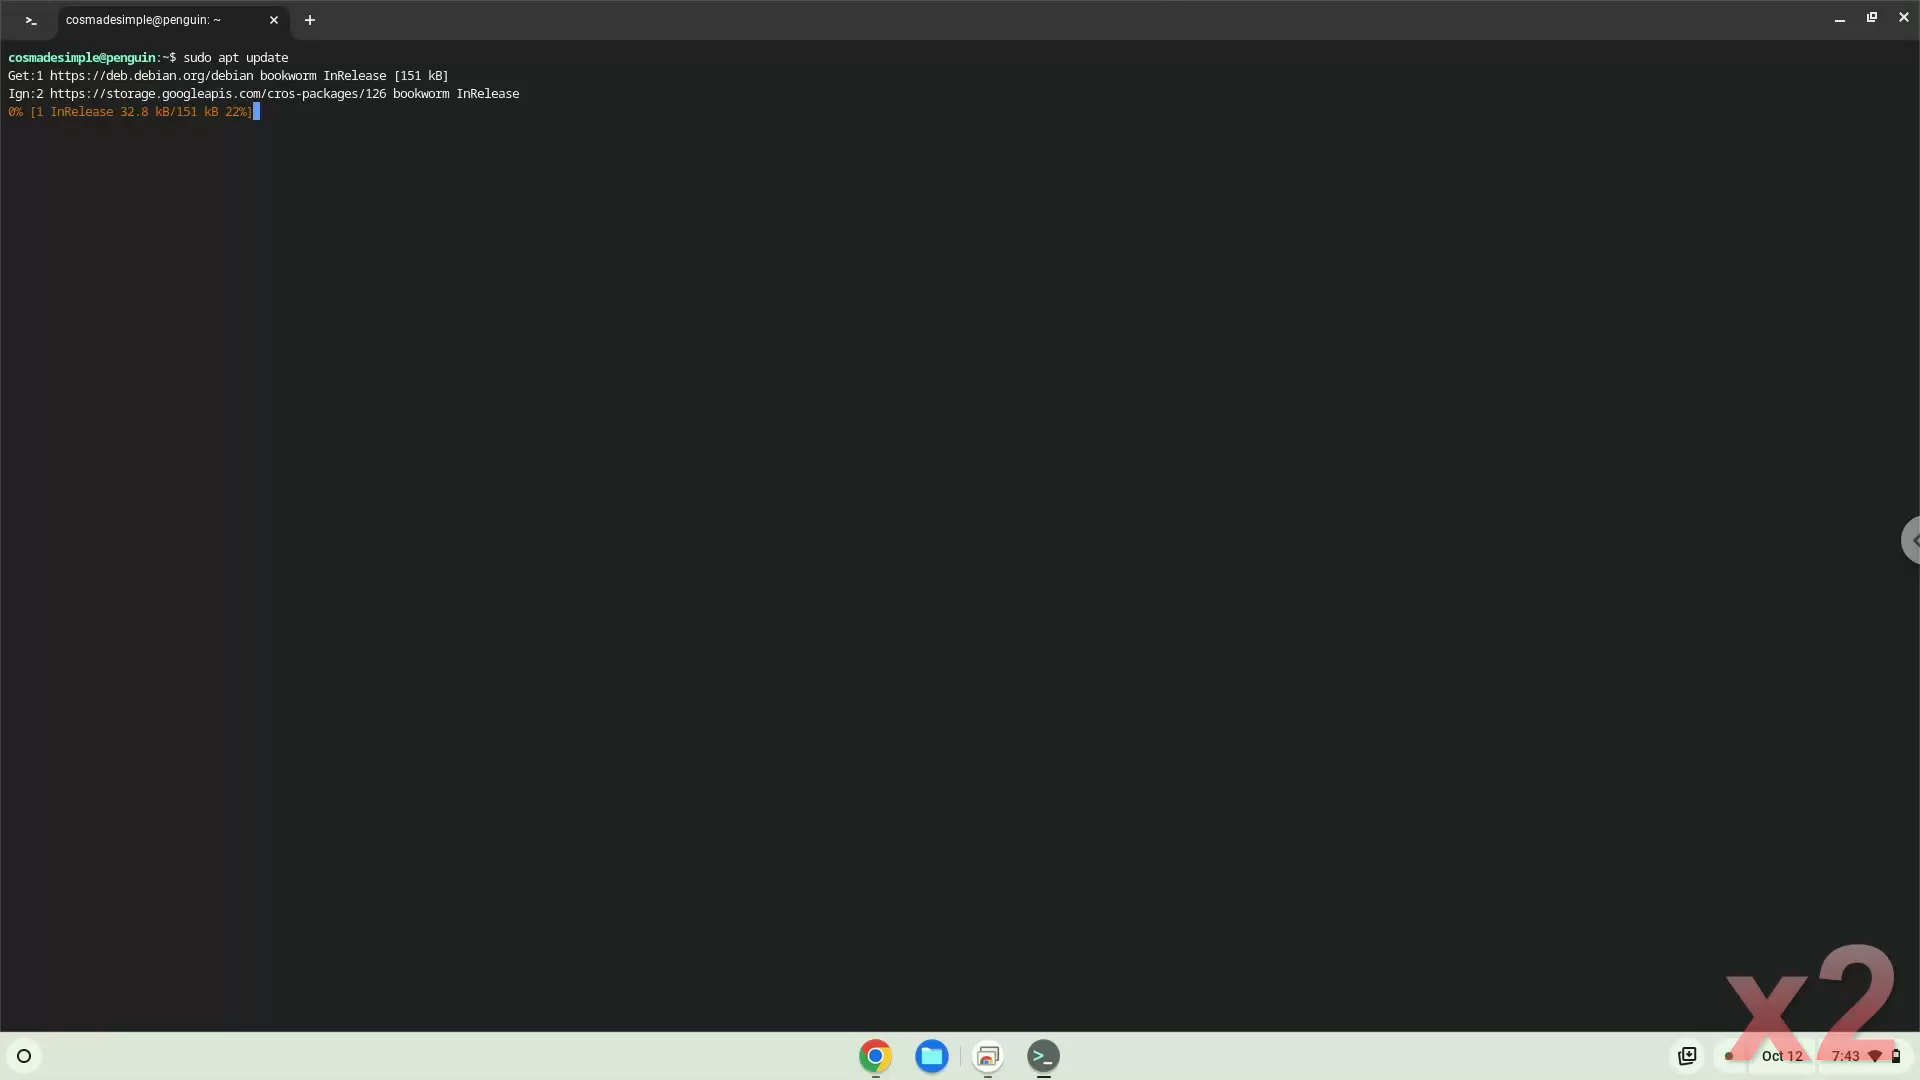 >_ cosmadesimple@penguin: ~
cosmadesimple@penguin:~$ sudo apt update
Get:1 https://deb.debian.org/debian bookworm InRelease [151 kB]
Ign:2 https://storage.googleapis.com/cros-packages/126 bookworm InRelease
0% [1 InRelease 32.8 kB/151 kB 22%]
x2
>_
Oct 12 7:43